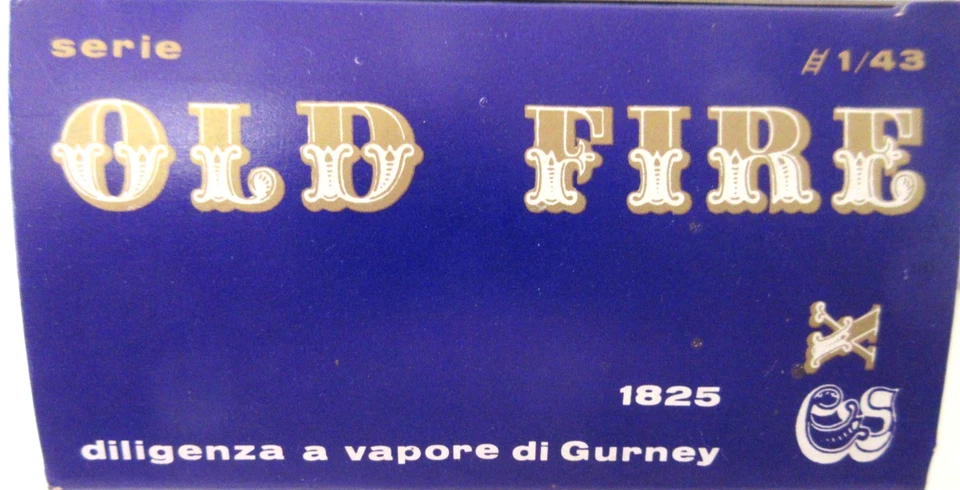 serie
1/43
OLD FIRE
X
1825
diligenza a vapore di Gurney